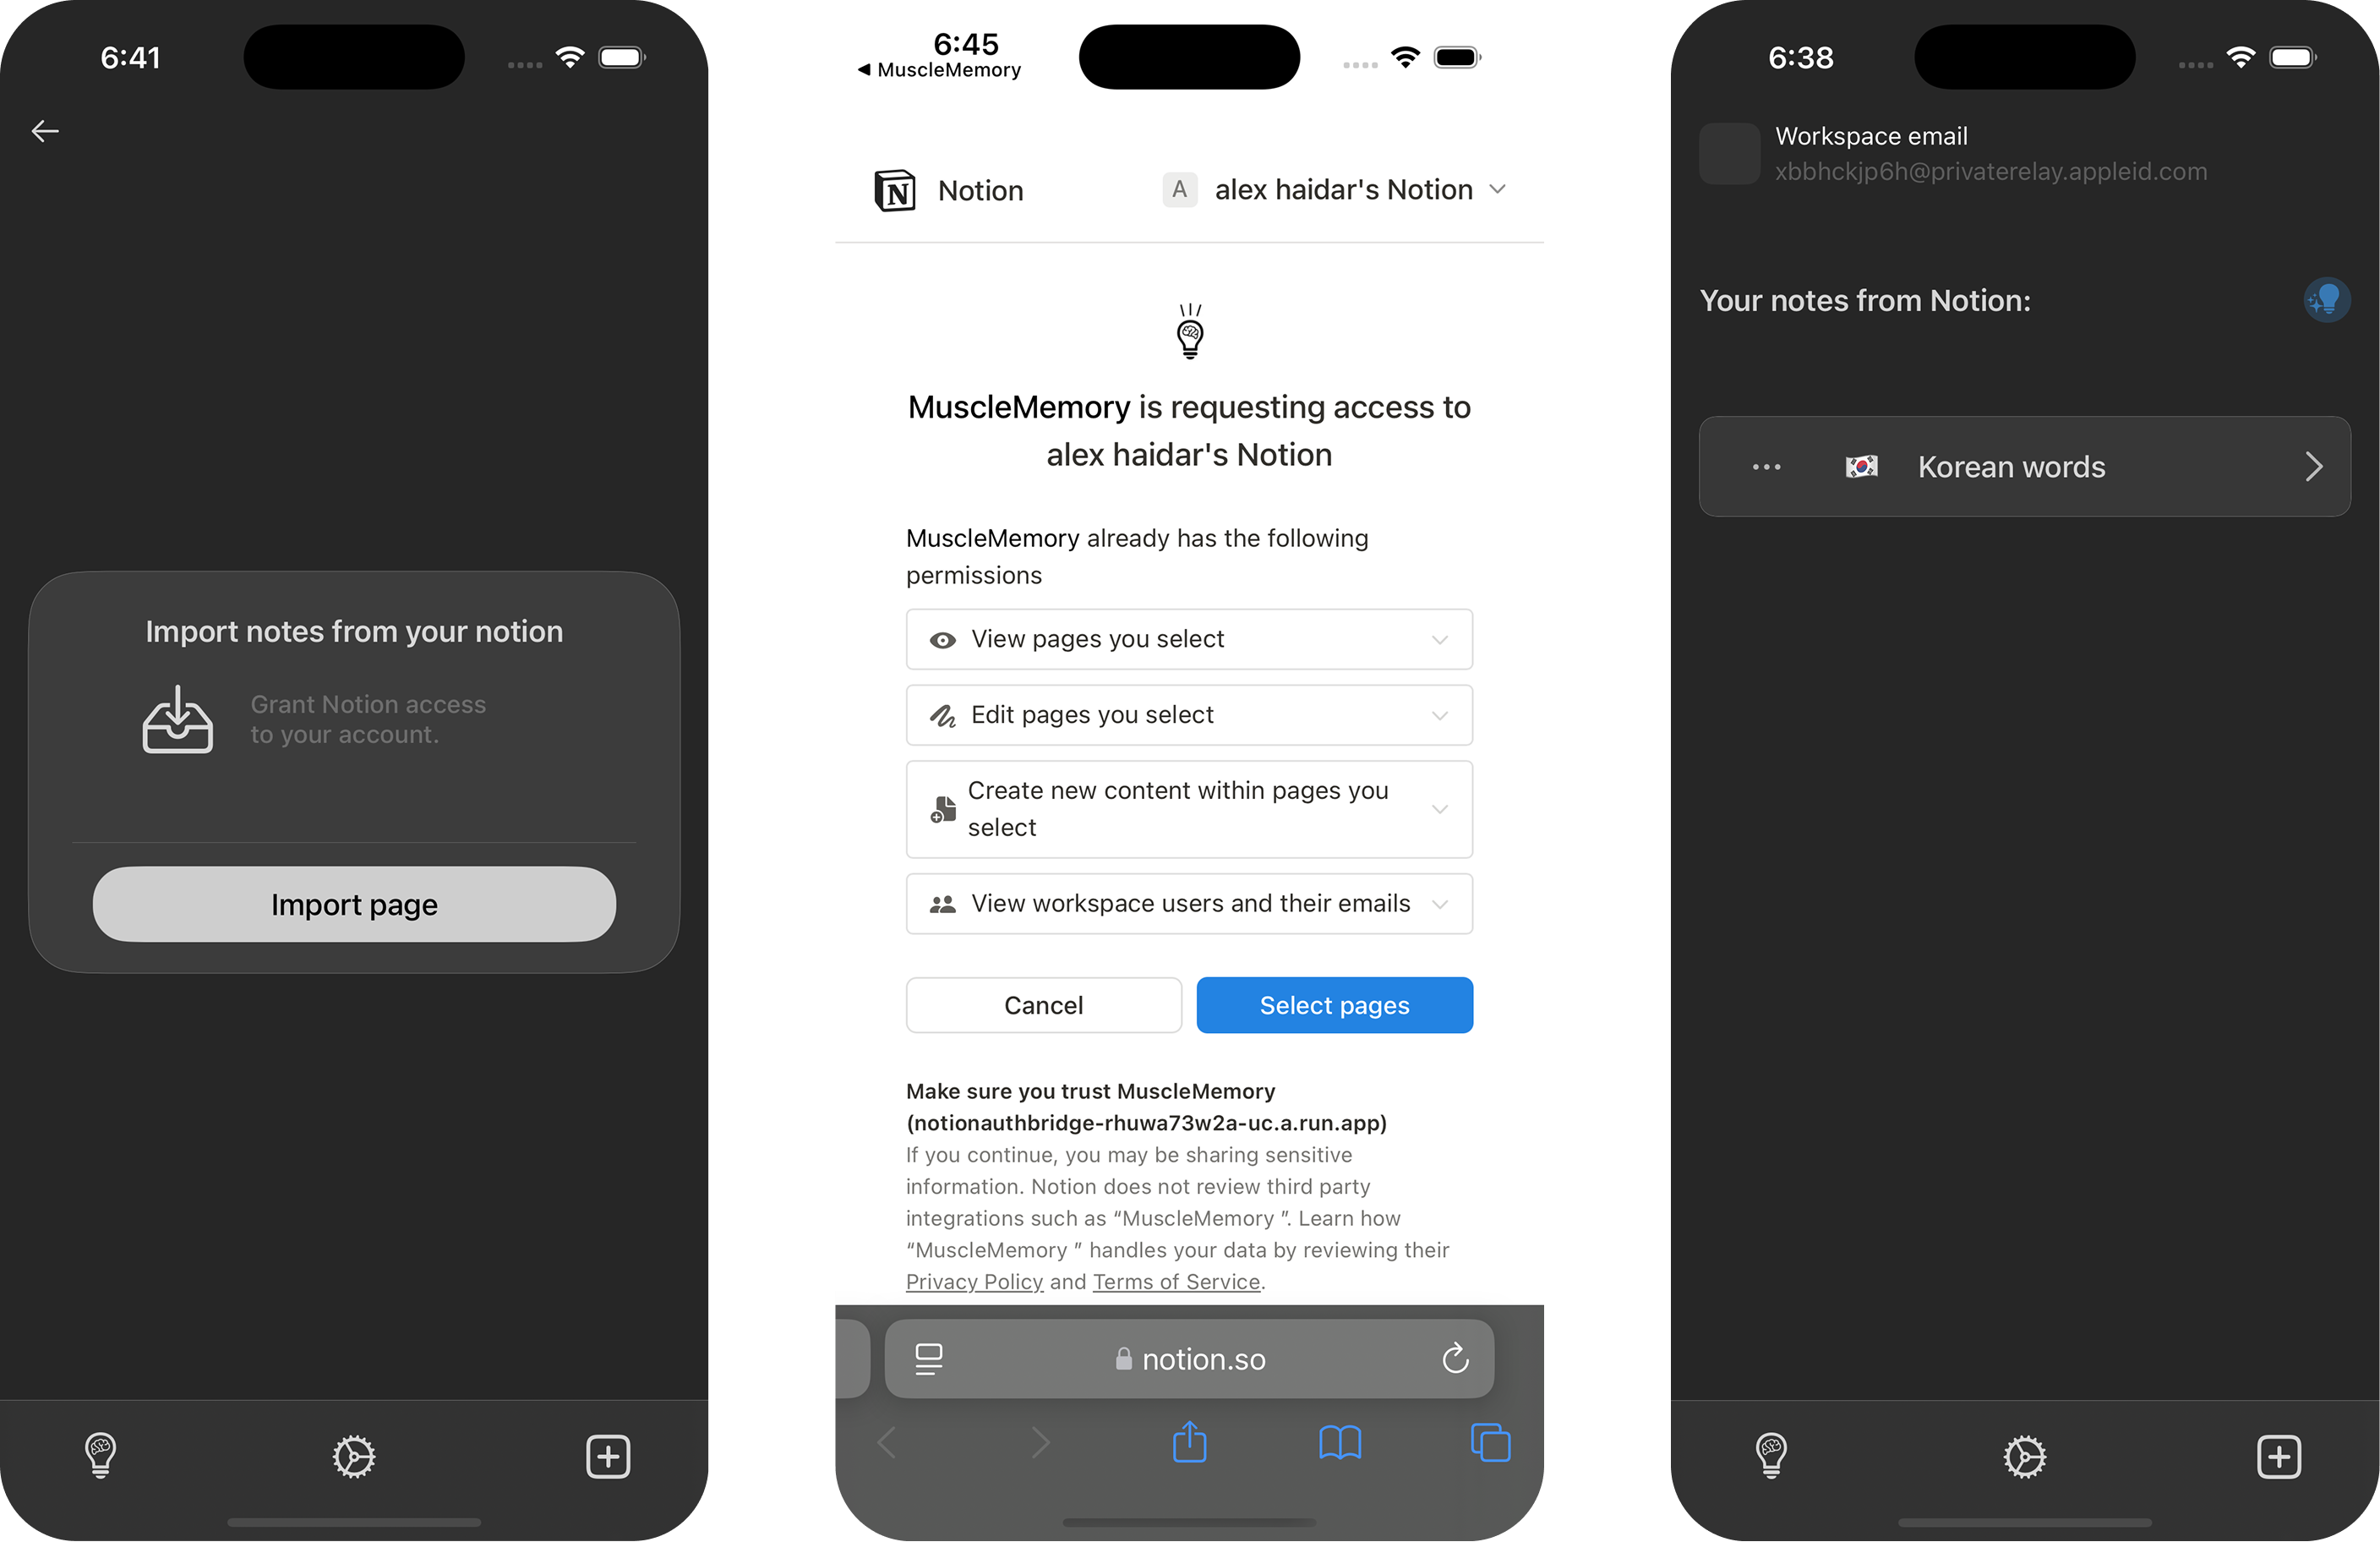 6:41
Import notes from your notion
Grant Notion access
to your account.
Import page
6:45
◀ MuscleMemory
Notion
A alex haidar's Notion
MuscleMemory is requesting access to
alex haidar's Notion
MuscleMemory already has the following
permissions
View pages you select
Edit pages you select
Create new content within pages you
select
View workspace users and their emails
Cancel
Select pages
Make sure you trust MuscleMemory
(notionauthbridge-rhuwa73w2a-uc.a.run.app)
If you continue, you may be sharing sensitive
information. Notion does not review third party
integrations such as “MuscleMemory ”. Learn how
“MuscleMemory ” handles your data by reviewing their
Privacy Policy and Terms of Service.
notion.so
6:38
Workspace email
xbbhckjp6h@privaterelay.appleid.com
Your notes from Notion:
Korean words